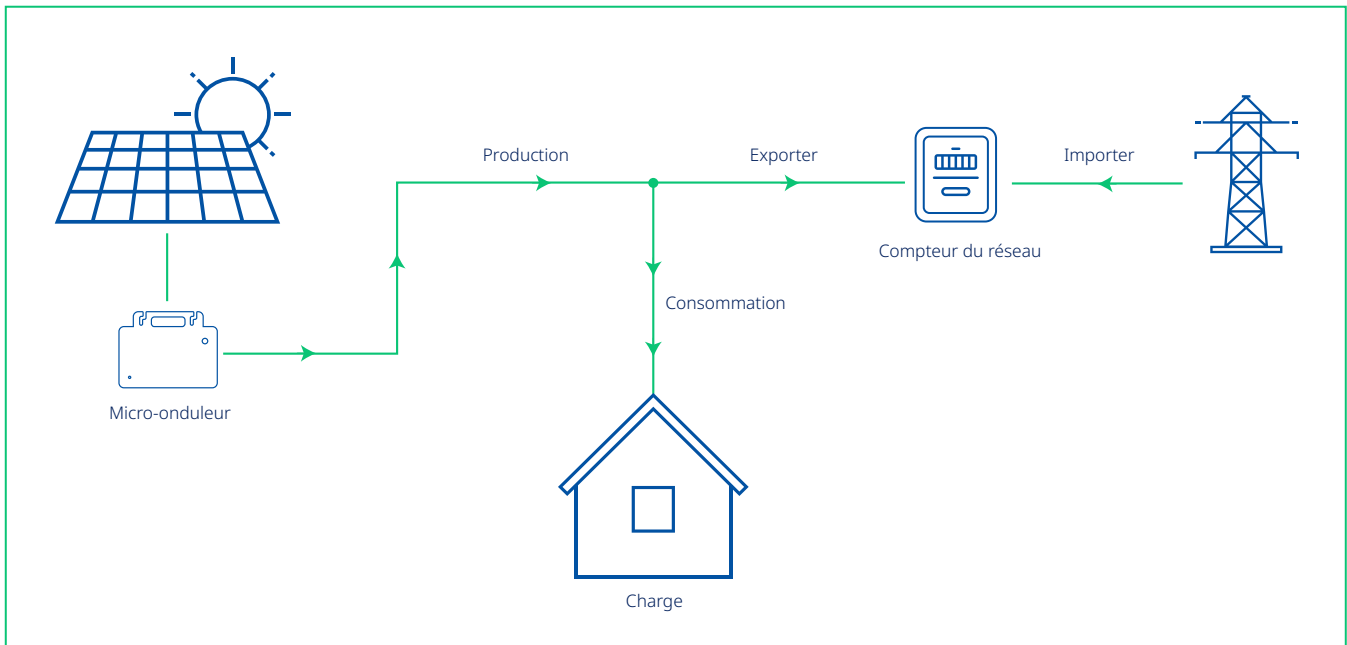 Production
Exporter
Importer
Compteur du réseau
Consommation
Micro-onduleur
Charge